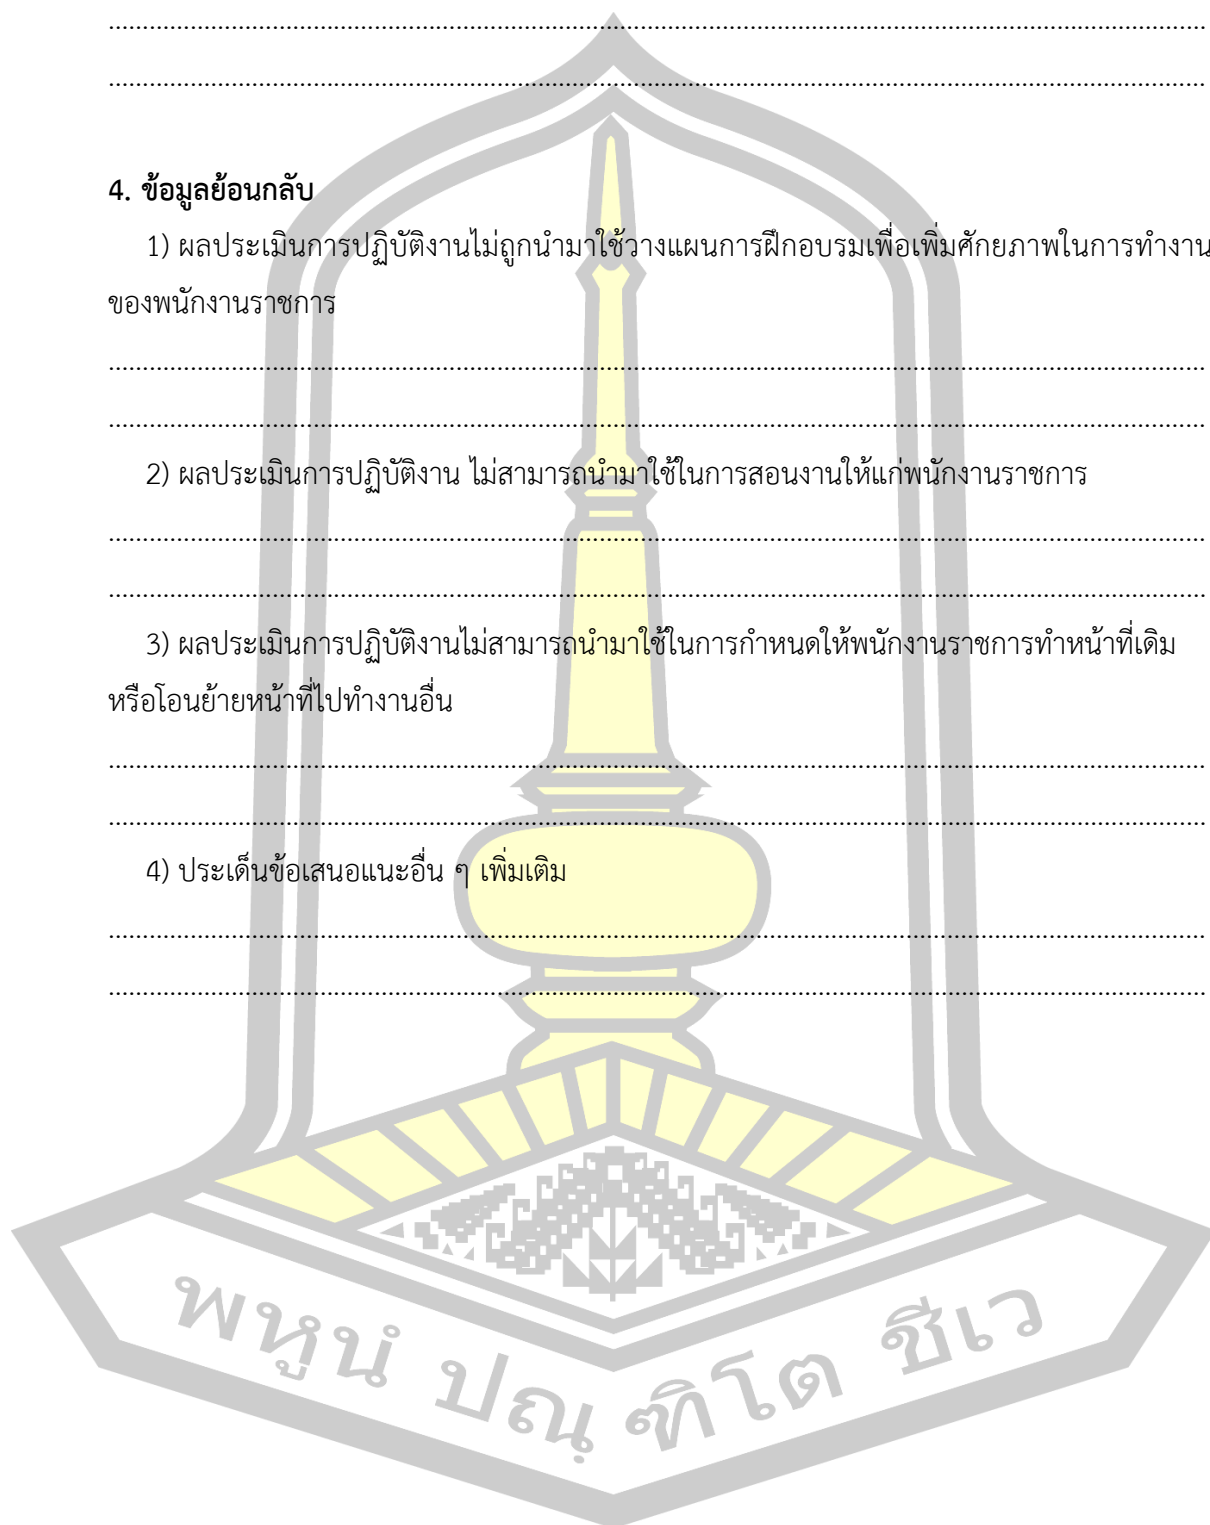 ........................................................................................................................................................................
........................................................................................................................................................................
4. ข้อมูลย้อนกลับ
1) ผลประเมินการปฏิบัติงานไม่ถูกนำมาใช้วางแผนการฝึกอบรมเพื่อเพิ่มศักยภาพในการทำงาน
ของพนักงานราชการ
........................................................................................................................................................................
........................................................................................................................................................................
2) ผลประเมินการปฏิบัติงาน ไม่สามารถนำมาใช้ในการสอนงานให้แก่พนักงานราชการ
........................................................................................................................................................................
........................................................................................................................................................................
3) ผลประเมินการปฏิบัติงานไม่สามารถนำมาใช้ในการกำหนดให้พนักงานราชการทำหน้าที่เดิม
หรือโอนย้ายหน้าที่ไปทำงานอื่น
........................................................................................................................................................................
........................................................................................................................................................................
4) ประเด็นข้อเสนอแนะอื่น ๆ เพิ่มเติม
........................................................................................................................................................................
........................................................................................................................................................................
พหูนํ ปณฺ ฑิโต ชีเว